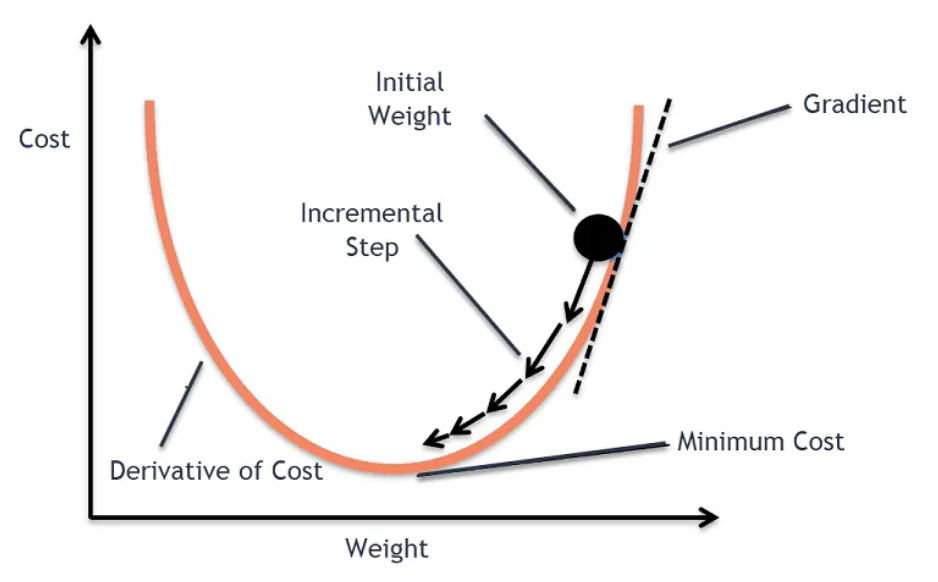 Initial
Weight
Gradient
Cost
Incremental
Step
Minimum Cost
Derivative of Cost
Weight